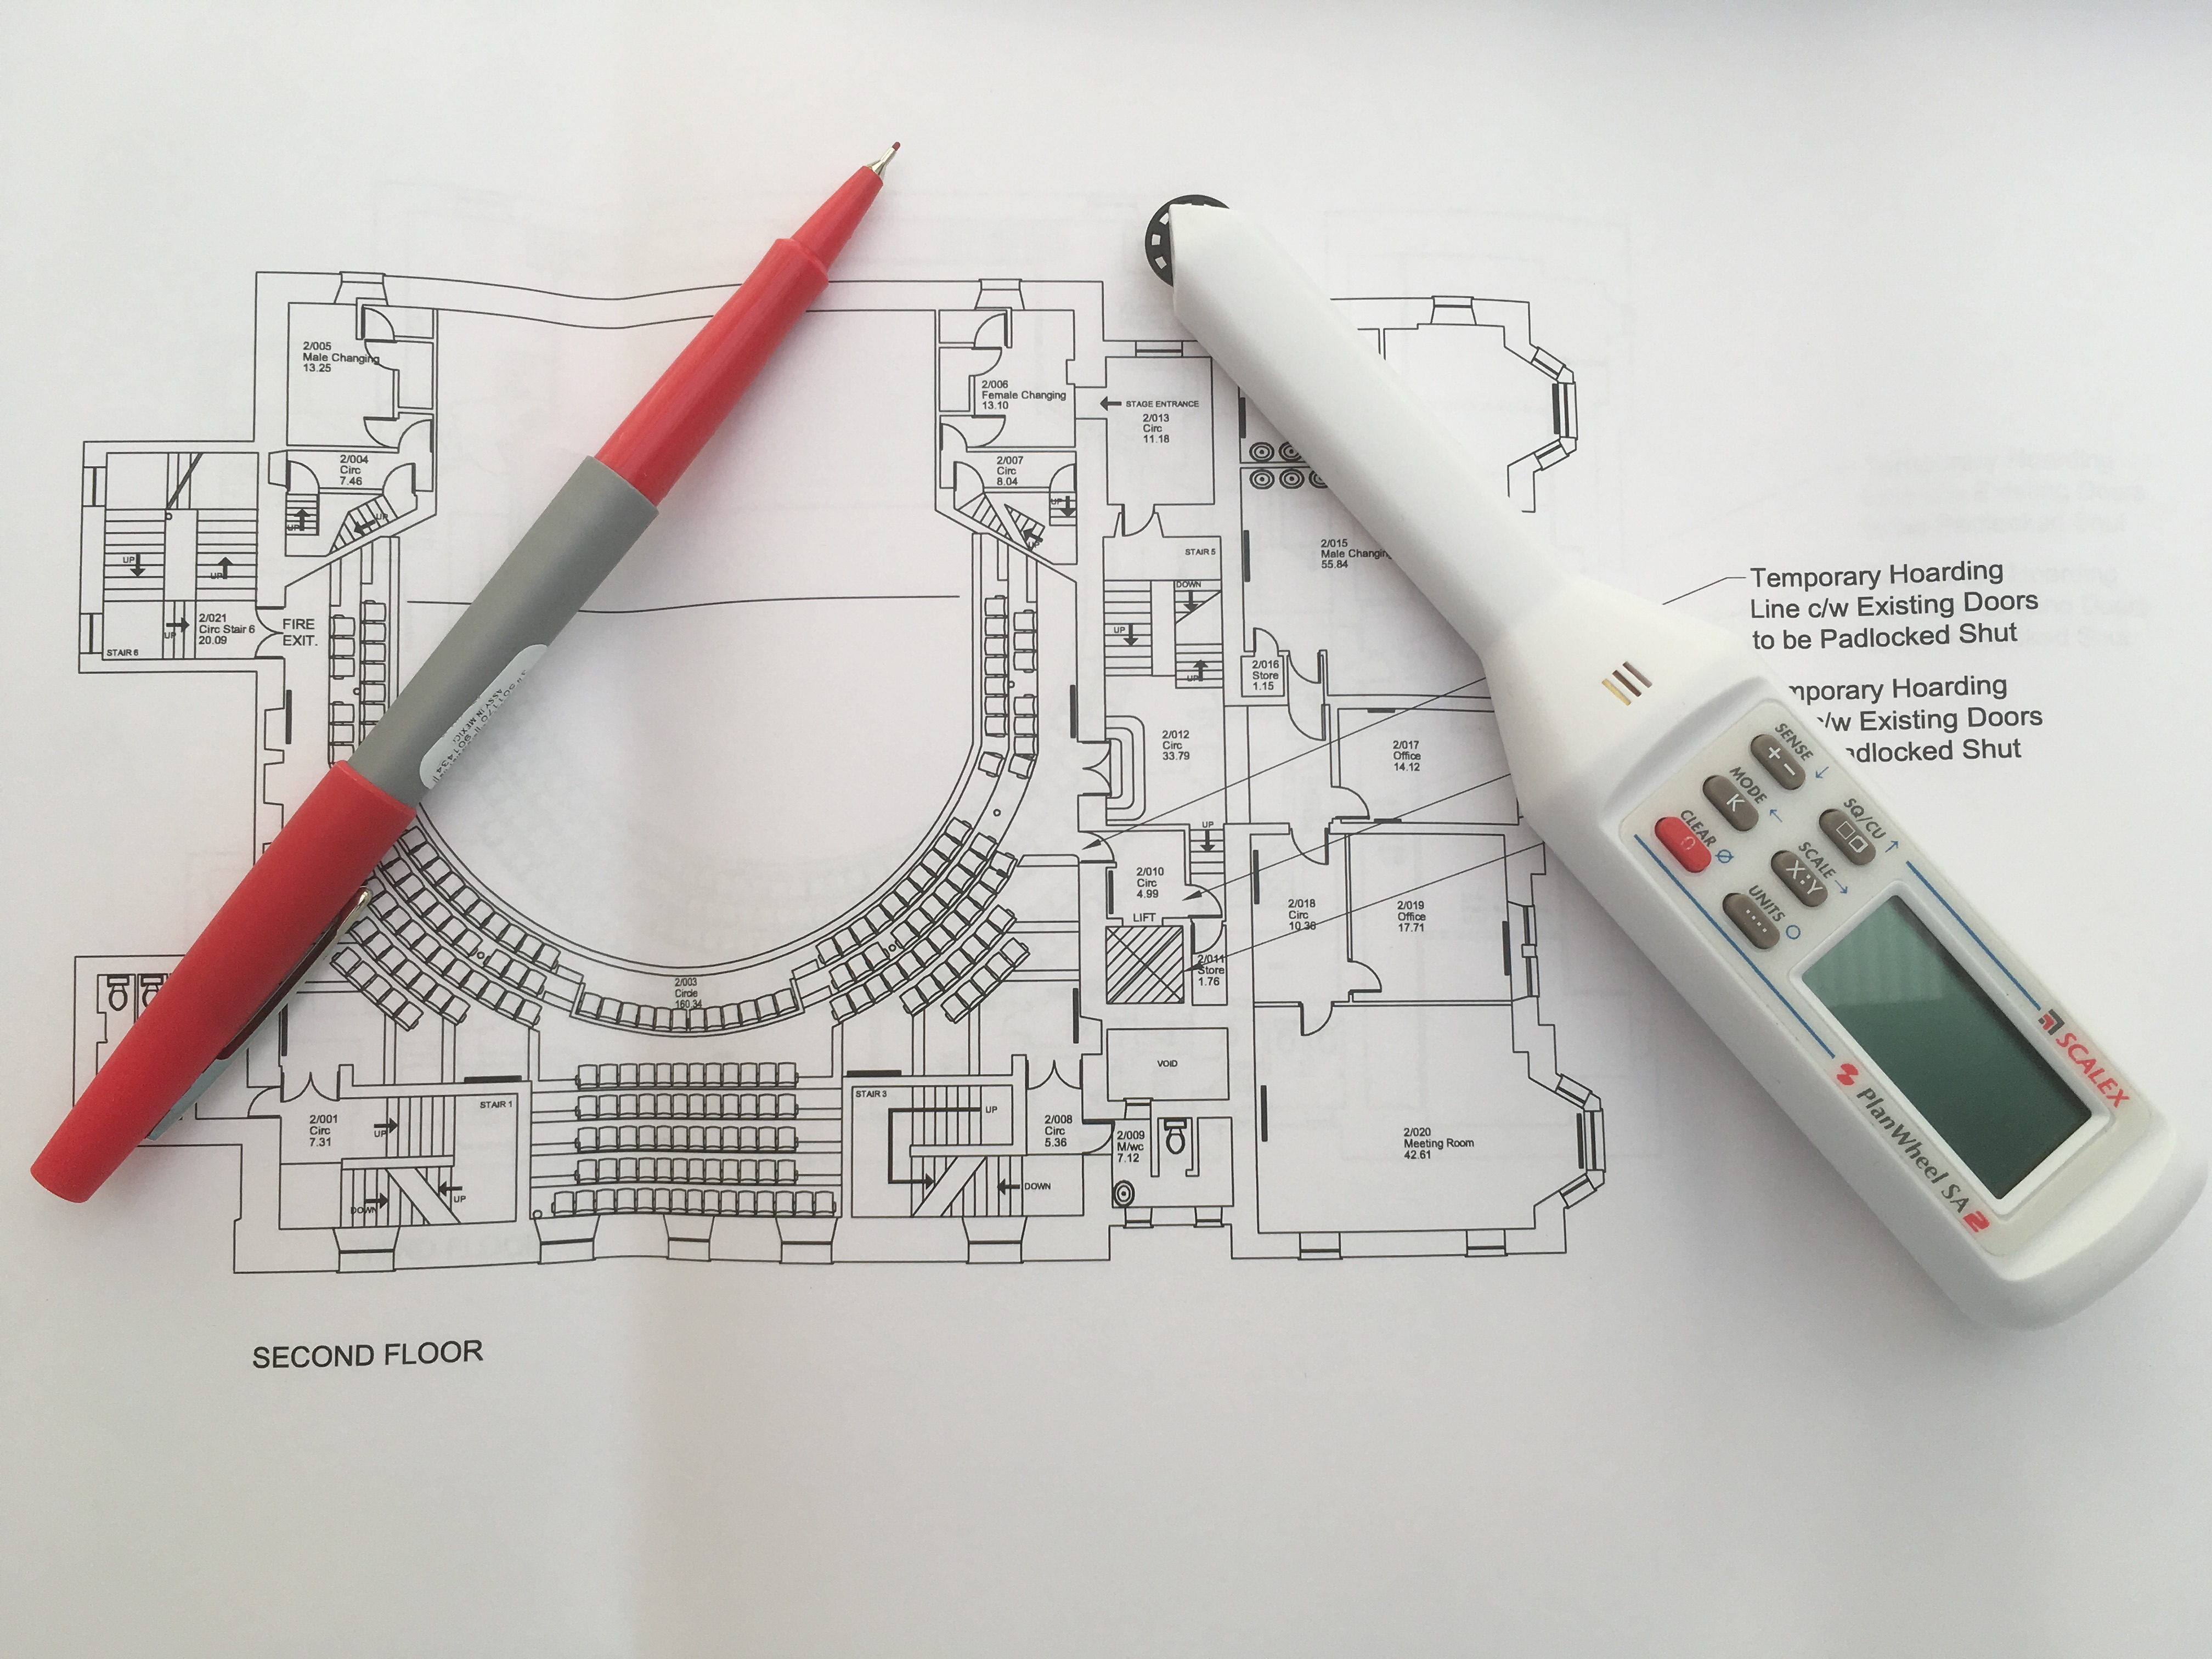 2/005
Male Changing
13.25
2/006
Female Changing
13.10
STAGE ENTRANCE
2/013
Circ
11.18
2/004
Circ
7.46
2/007
Circ
8.04
UP
UP
UP
UP
UP
STAIR 5
2/015
Male Changing
55.84
Temporary Hoarding
Line c/w Existing Doors
to be Padlocked Shut
DOWN
UP
UP
UP
2/021
Circ Stair 6
20.09
UP
STAIR 6
FIRE
EXIT.
2/016
Store
1.15
Hoarding
c/w Existing Doors
Shut
2/012
Circ
33.79
2/017
Office
14.12
UP
2/010
Circ
4.99
LIFT
2/018
Circ
10.36
2/019
Office
17.71
2/011
Store
1.76
2/003
Circle
160.34
VOID
2/001
Circ
7.31
UP
STAIR 1
DOWN
UP
STAIR 3
UP
DOWN
2/008
Circ
5.36
2/009
M/wc
7.12
2/020
Meeting Room
42.61
SECOND FLOOR
ASSY IN MEXICO
SENSE
+ -
MODE
K
SQ/CU
CLEAR
0
SCALE
X:Y
UNITS
SCALEX
PlanWheel SA2